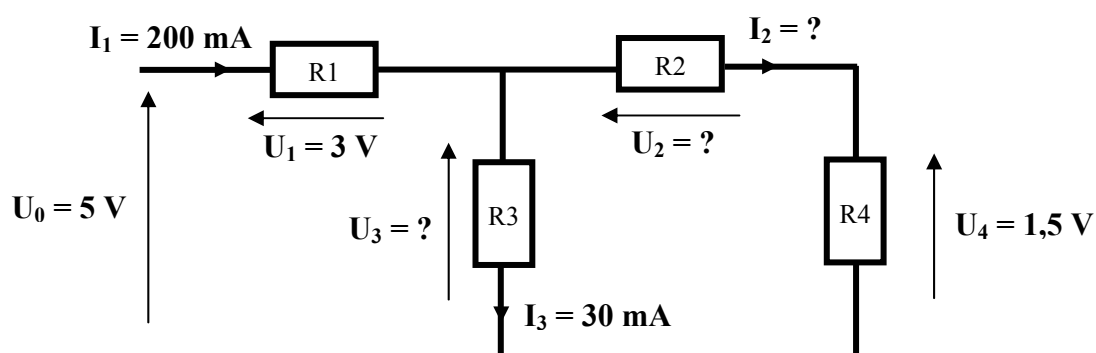 I₁ = 200 mA
I₂ = ?
R1
R2
U₁ = 3 V
U₂ = ?
U₀ = 5 V
U₃ = ?
R3
R4
U₄ = 1,5 V
I₃ = 30 mA